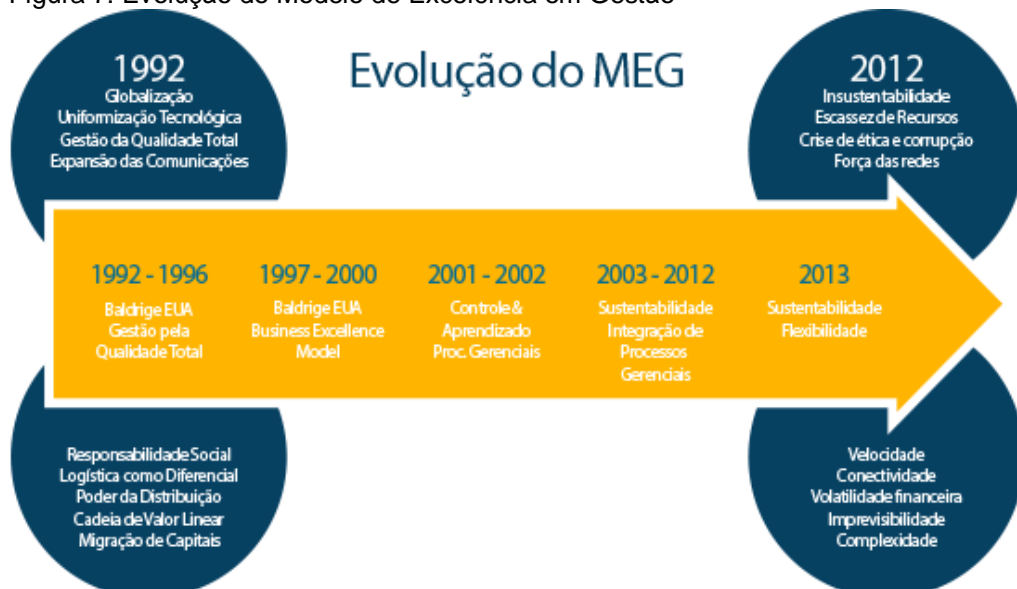 Figura 7: Evolução do Modelo de Excelência em Gestão
Evolução do MEG
1992
Globalização
Uniformização Tecnológica
Gestão da Qualidade Total
Expansão das Comunicações
2012
Insustentabilidade
Escassez de Recursos
Crise de ética e corrupção
Força das redes
1992 - 1996
Baldrige EUA
Gestão pela
Qualidade Total
1997 - 2000
Baldrige EUA
Business Excellence
Model
2001 - 2002
Controle &
Aprendizado
Proc. Gerenciais
2003 - 2012
Sustentabilidade
Integração de
Processos
Gerenciais
2013
Sustentabilidade
Flexibilidade
Responsabilidade Social
Logística como Diferencial
Poder da Distribuição
Cadeia de Valor Linear
Migração de Capitais
Velocidade
Conectividade
Volatilidade financeira
Imprevisibilidade
Complexidade